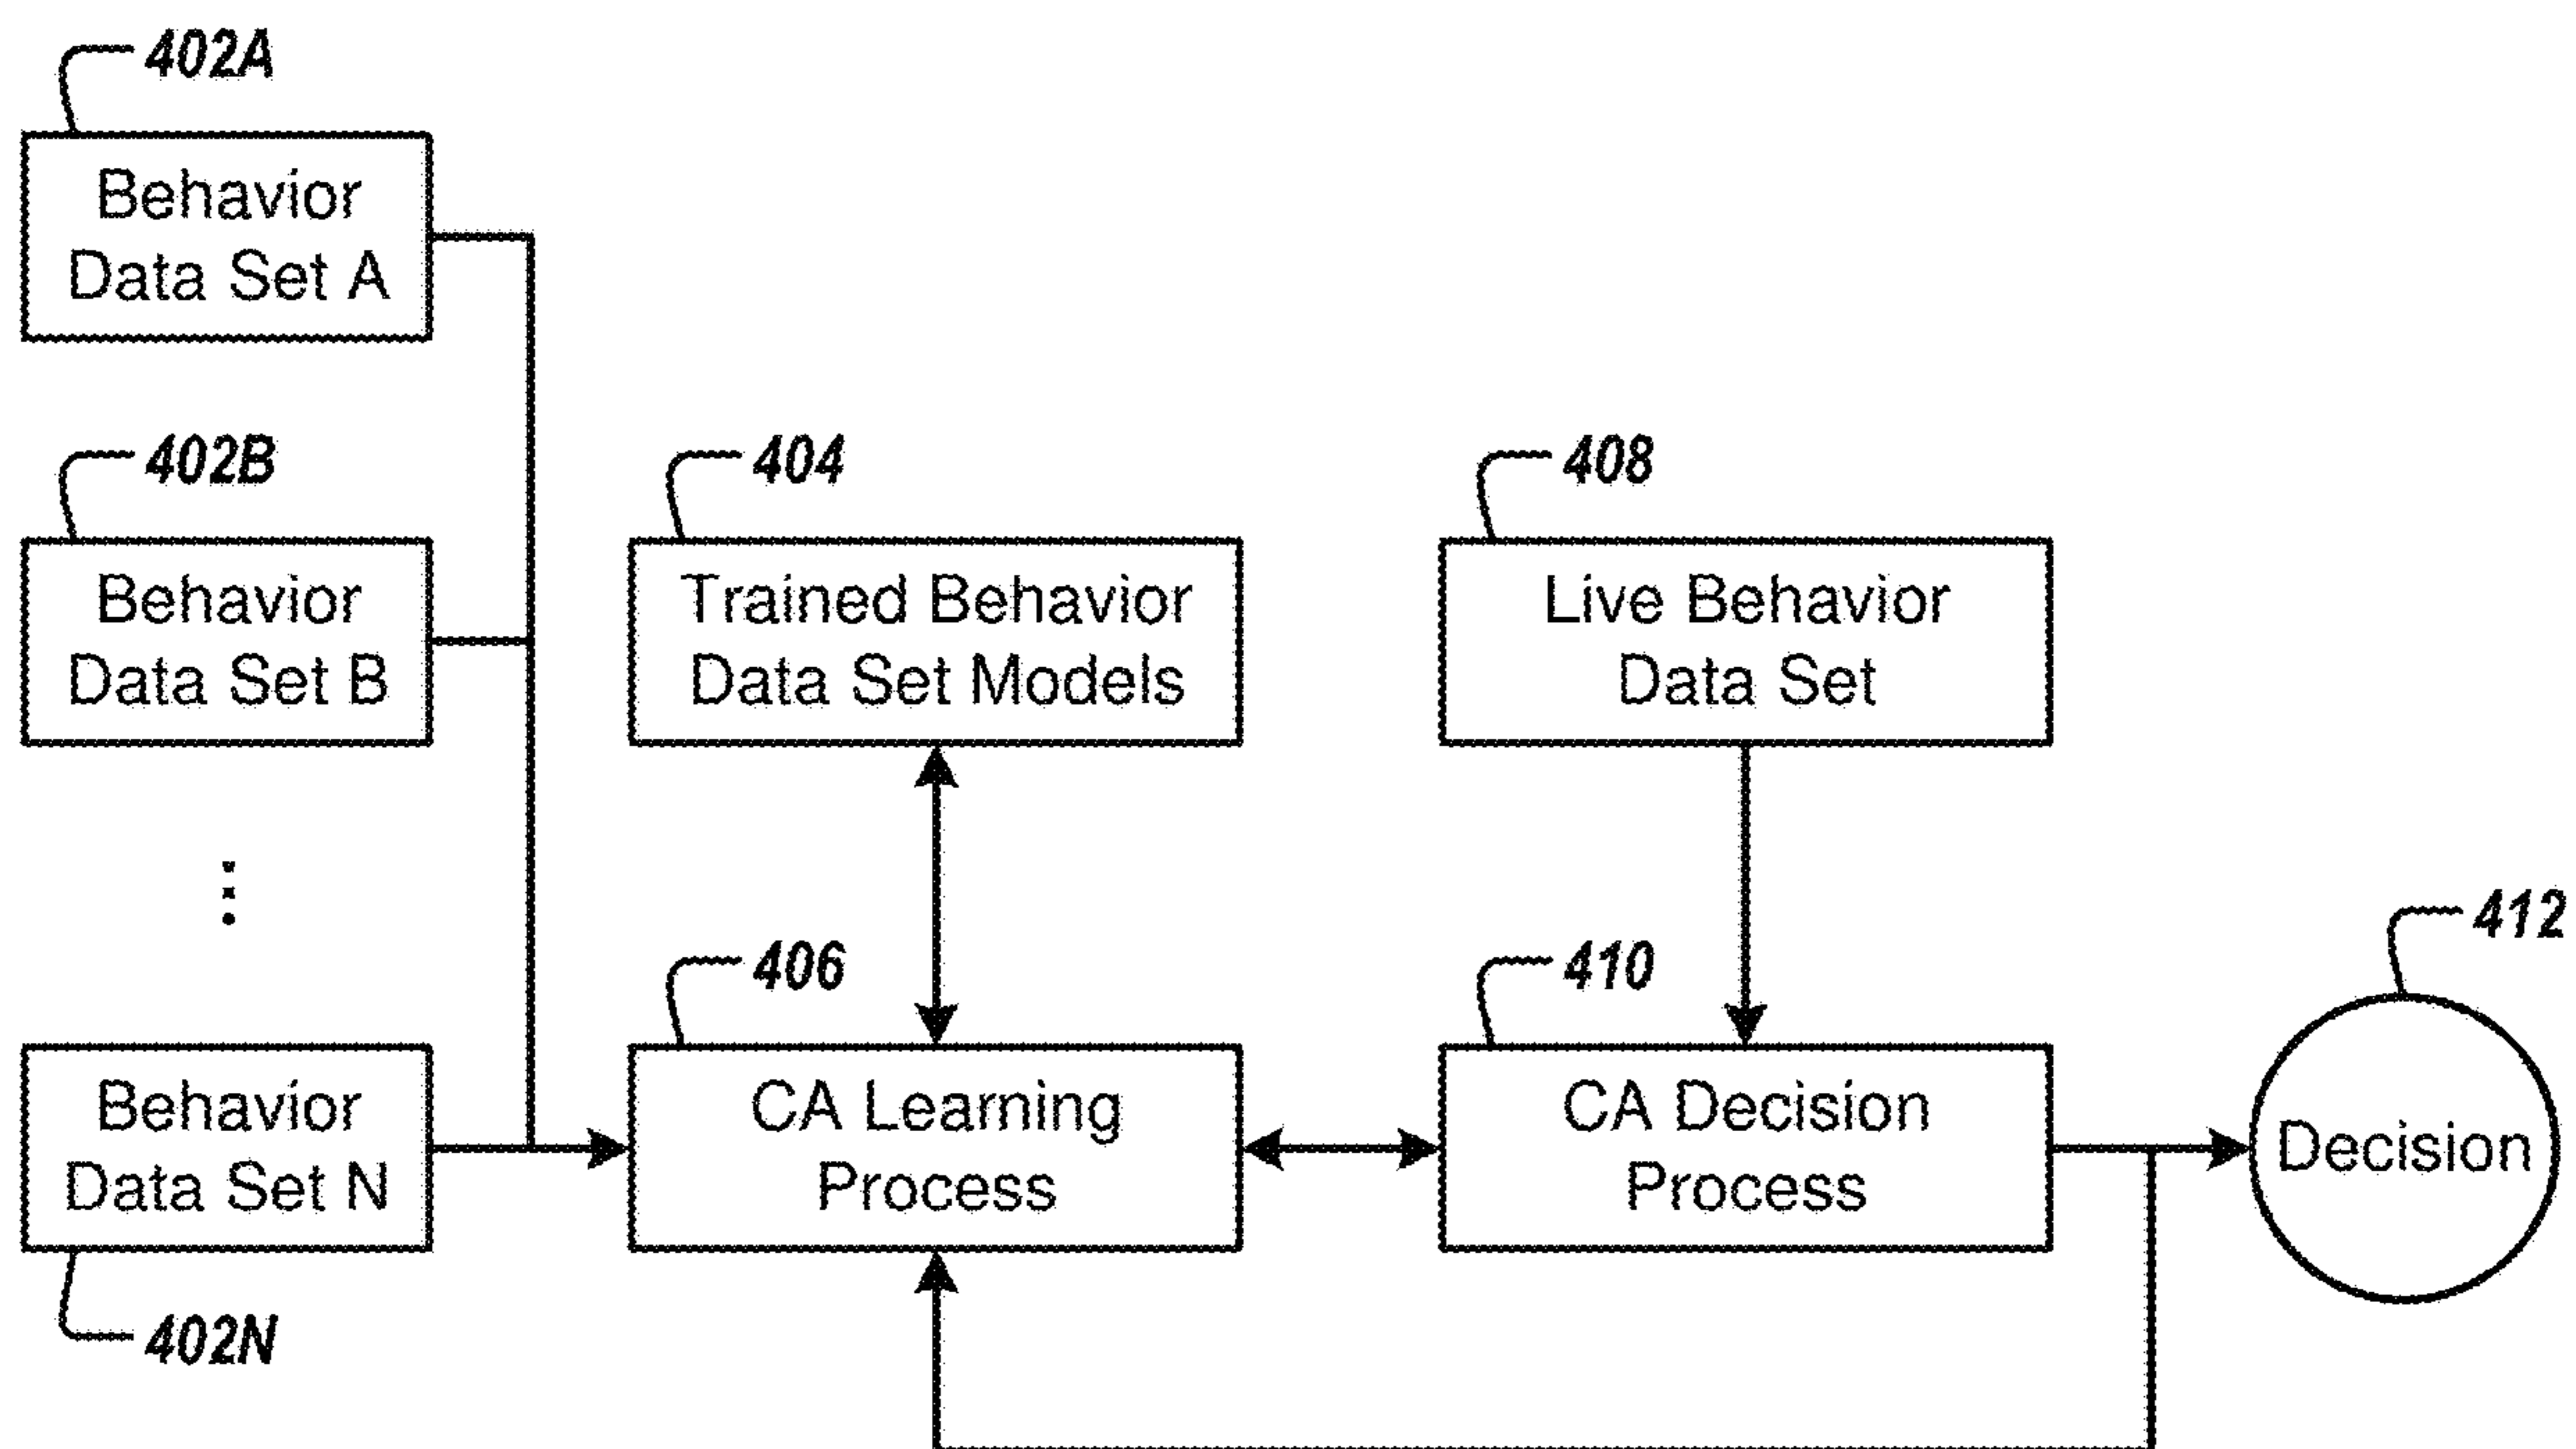 402A
Behavior
Data Set A
402B
Behavior
Data Set B
404
Trained Behavior
Data Set Models
408
Live Behavior
Data Set
402N
Behavior
Data Set N
406
CA Learning
Process
410
CA Decision
Process
412
Decision